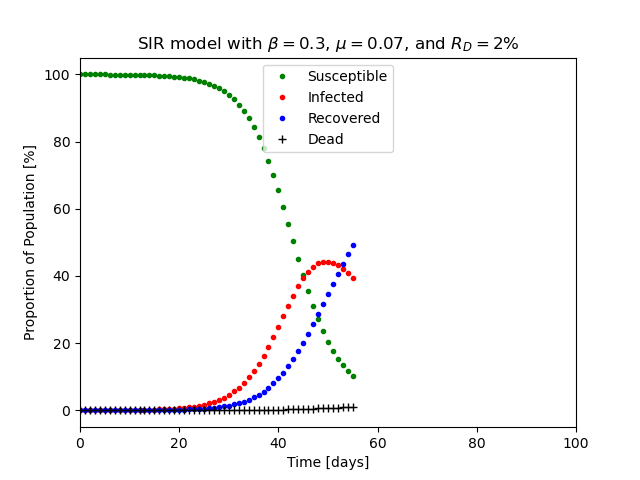 SIR model with β = 0.3, μ = 0.07, and R_D = 2%
100
80
60
40
20
0
Proportion of Population [%]
Susceptible
Infected
Recovered
Dead
0 20 40 60 80 100
Time [days]